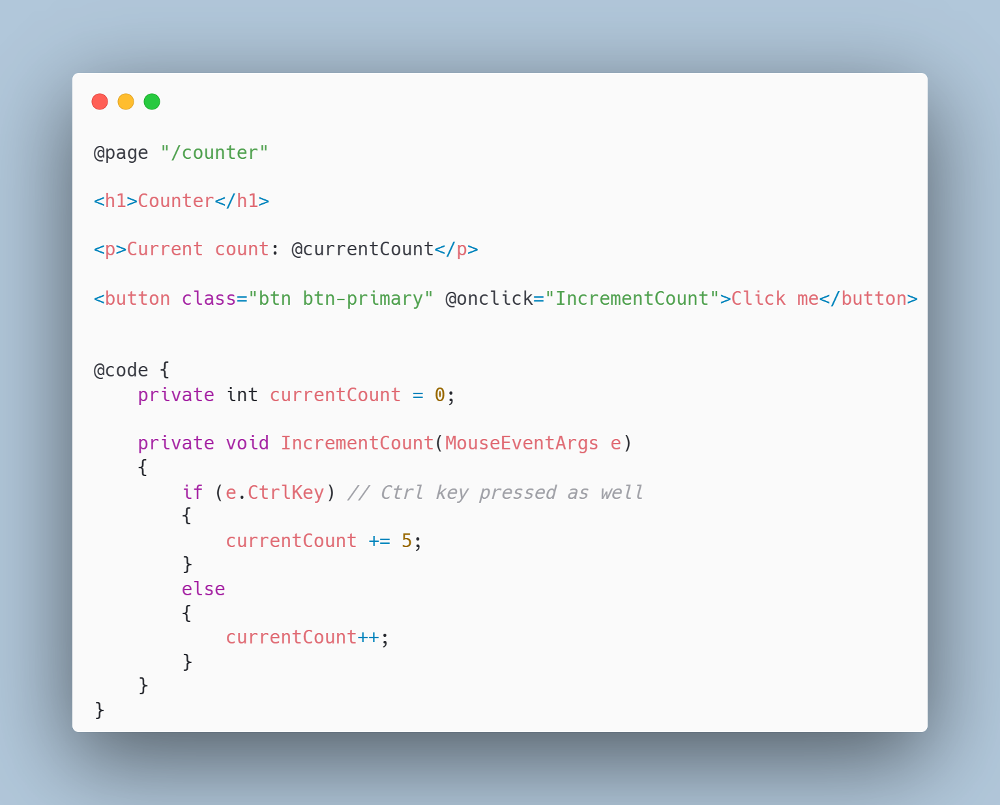 @page "/counter"
<h1>Counter</h1>
<p>Current count: @currentCount</p>
<button class="btn btn-primary" @onclick="IncrementCount">Click me</button>
@code {
    private int currentCount = 0;
    private void IncrementCount(MouseEventArgs e)
    {
        if (e.CtrlKey) // Ctrl key pressed as well
        {
            currentCount += 5;
        }
        else
        {
            currentCount++;
        }
    }
}